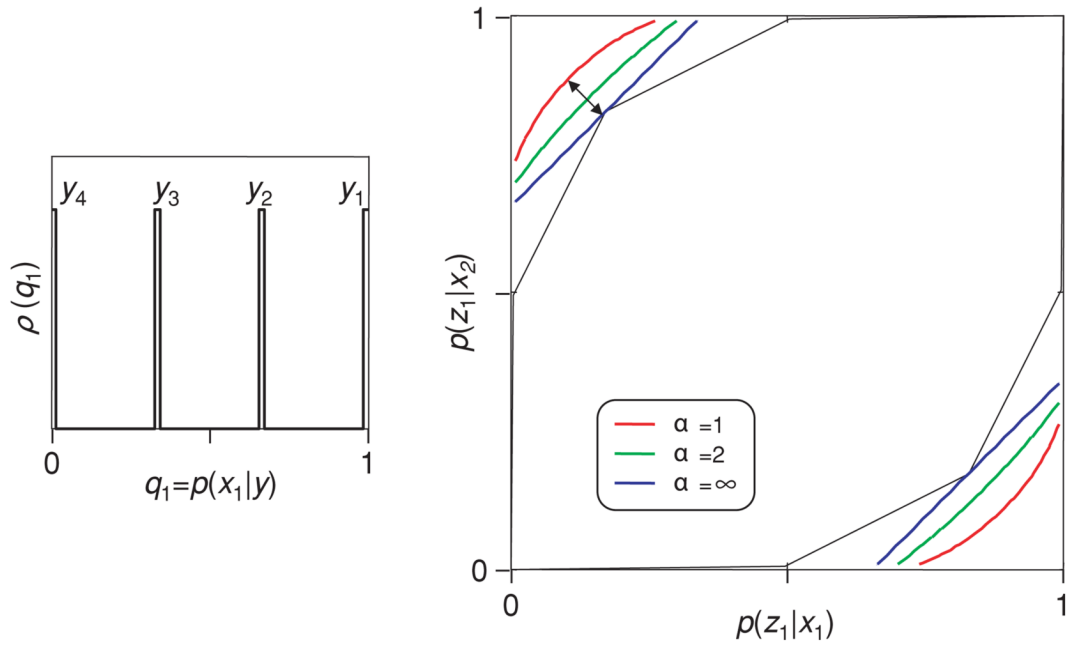 y₄ y₃ y₂ y₁
ρ(q₁)
0 1
q₁=p(x₁|y)
1
p(z₁|x₂)
0
α =1
α =2
α =∞
0 1
p(z₁|x₁)